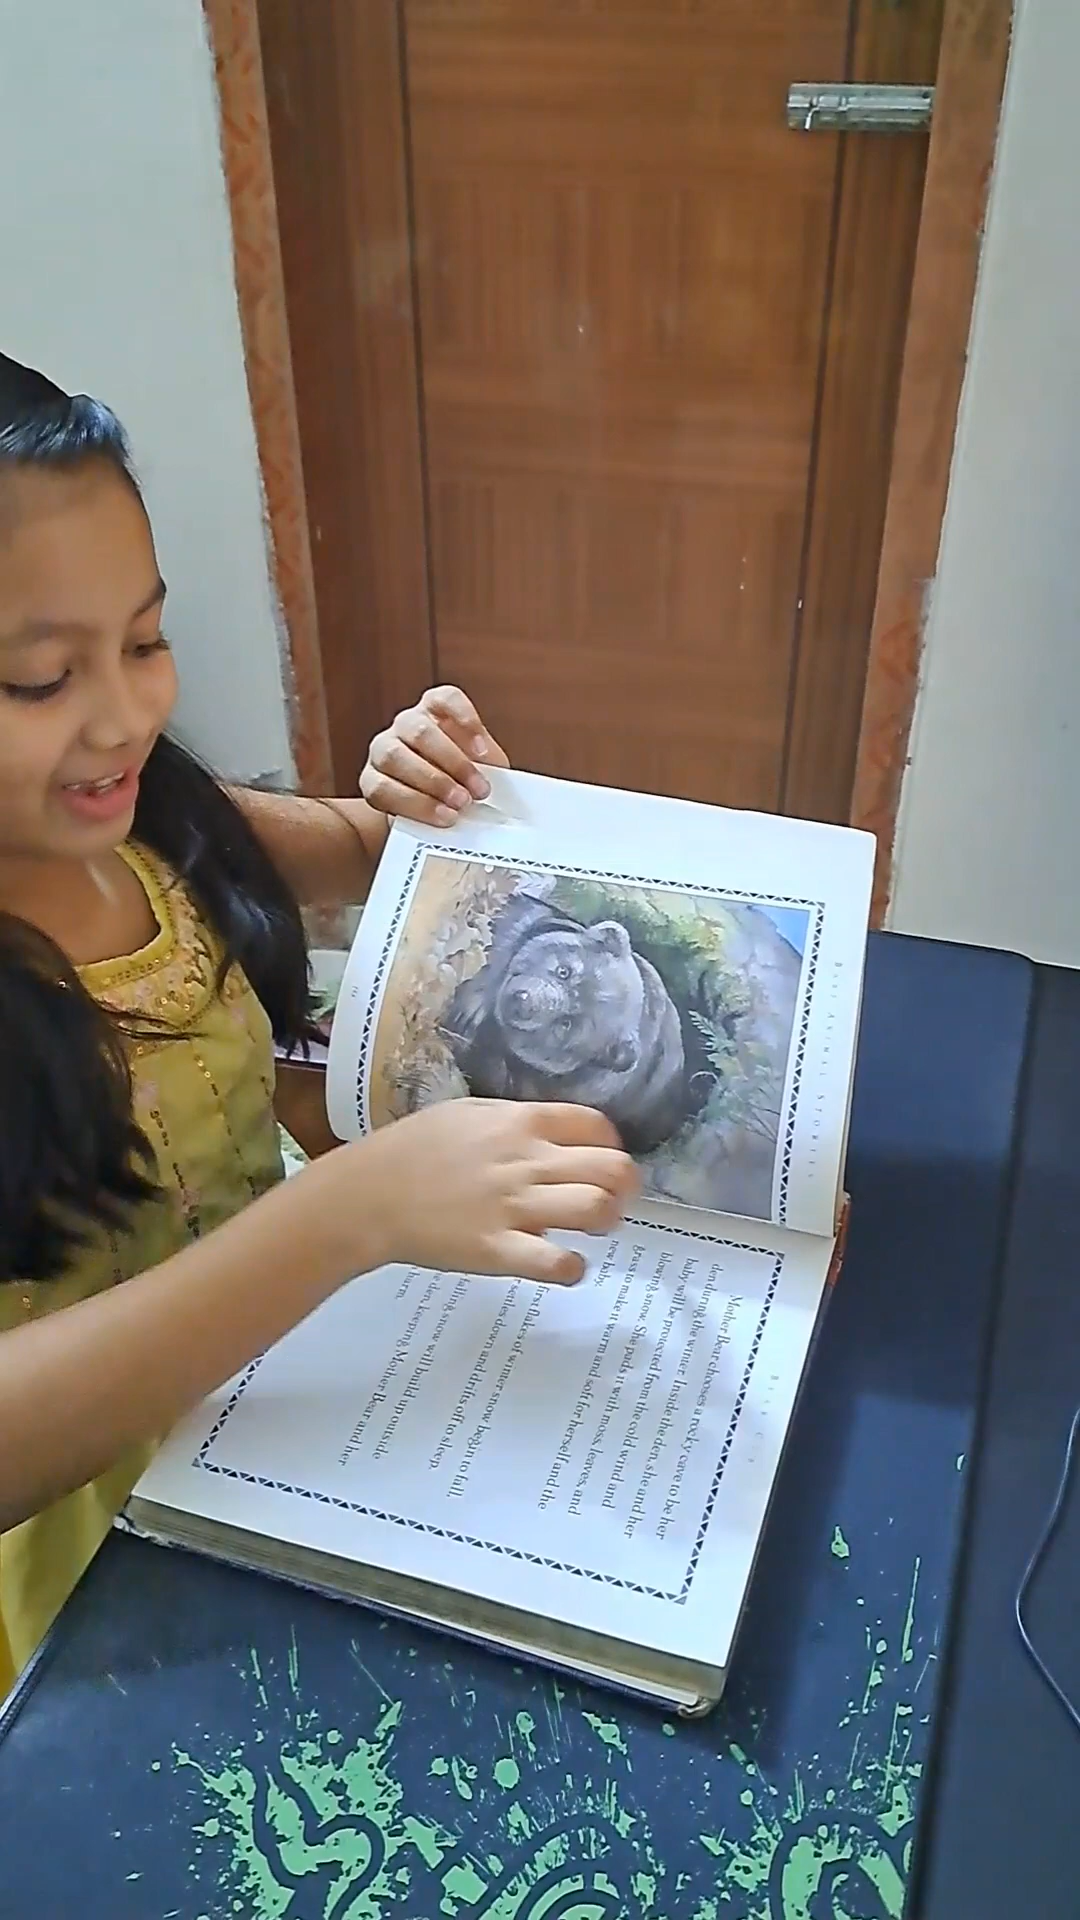 BABY ANIMAL STORIES
BEAR CUB
Mother Bear chooses a rocky cave to be her
den during the winter. Inside the den, she and her
baby will be protected from the cold wind and
blowing snow. She pads it with moss, leaves, and
grass to make it warm and soft for herself and the
new baby.
first flakes of winter snow begin to fall,
settles down and drifts off to sleep.
falling snow will build up outside
den, keeping Mother Bear and her
warm.